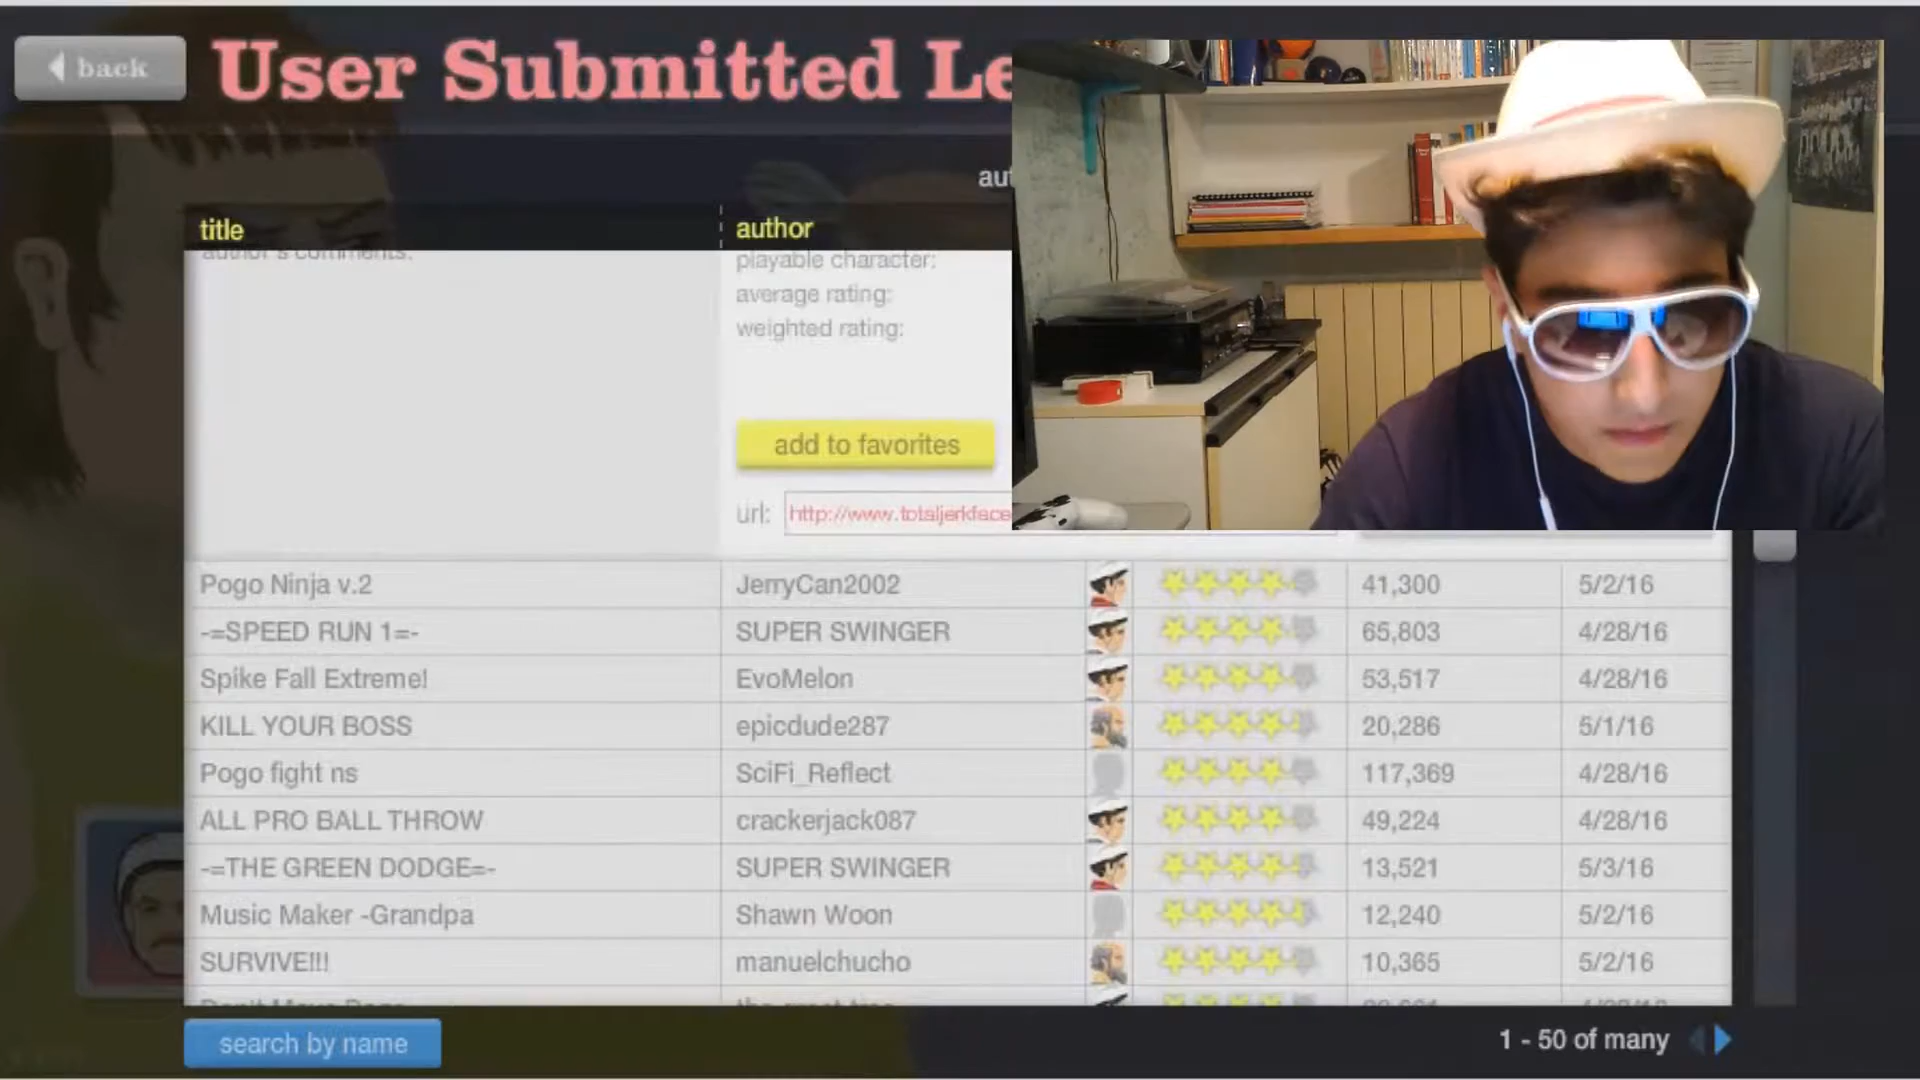 back
User Submitted Le
aut
title author
author's comments:
playable character:
average rating:
weighted rating:
add to favorites
url: http://www.totaljerkface
Pogo Ninja v.2 JerryCan2002 41,300 5/2/16
-=SPEED RUN 1=- SUPER SWINGER 65,803 4/28/16
Spike Fall Extreme! EvoMelon 53,517 4/28/16
KILL YOUR BOSS epicdude287 20,286 5/1/16
Pogo fight ns SciFi_Reflect 117,369 4/28/16
ALL PRO BALL THROW crackerjack087 49,224 4/28/16
-=THE GREEN DODGE=- SUPER SWINGER 13,521 5/3/16
Music Maker -Grandpa Shawn Woon 12,240 5/2/16
SURVIVE!!! manuelchucho 10,365 5/2/16
search by name
1 - 50 of many